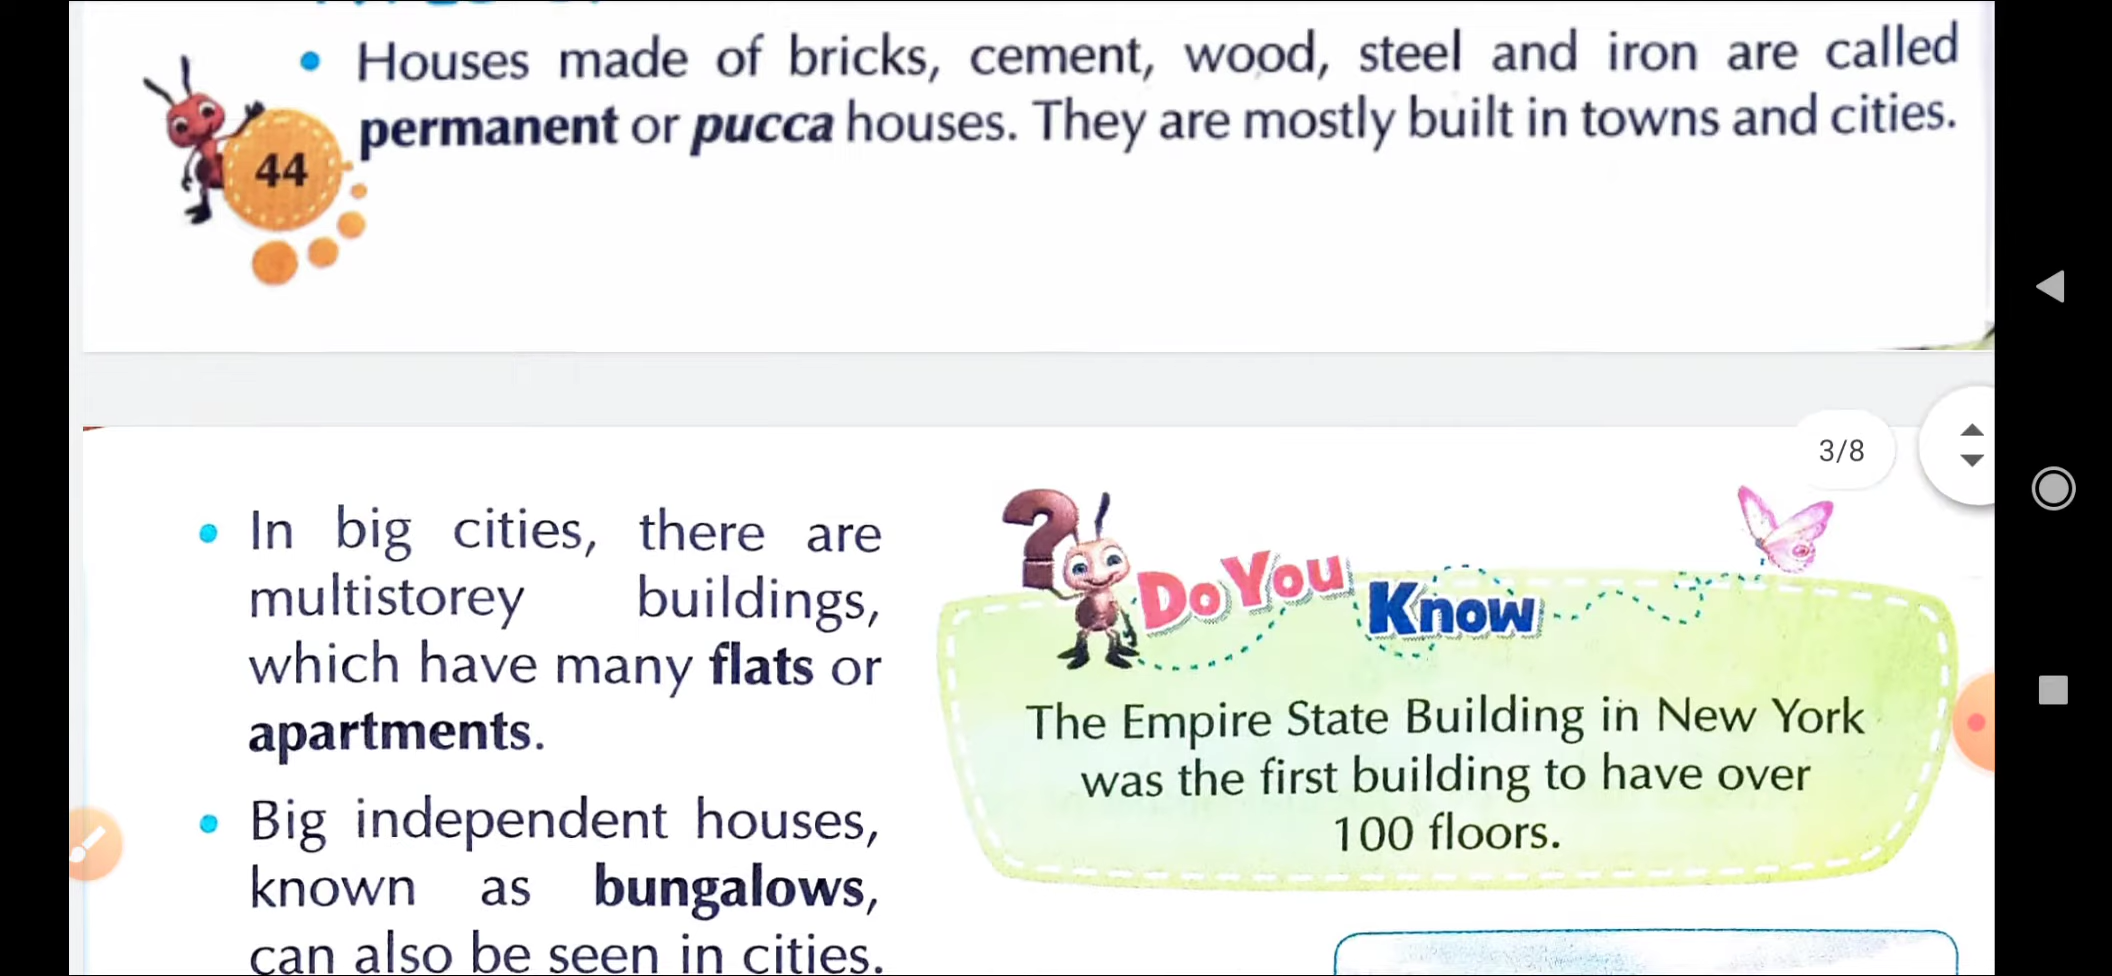 • Houses made of bricks, cement, wood, steel and iron are called
permanent or pucca houses. They are mostly built in towns and cities.
44
3/8
• In big cities, there are
multistorey buildings,
which have many flats or
apartments.
• Big independent houses,
known as bungalows,
can also be seen in cities.
?
Do You Know
The Empire State Building in New York
was the first building to have over
100 floors.